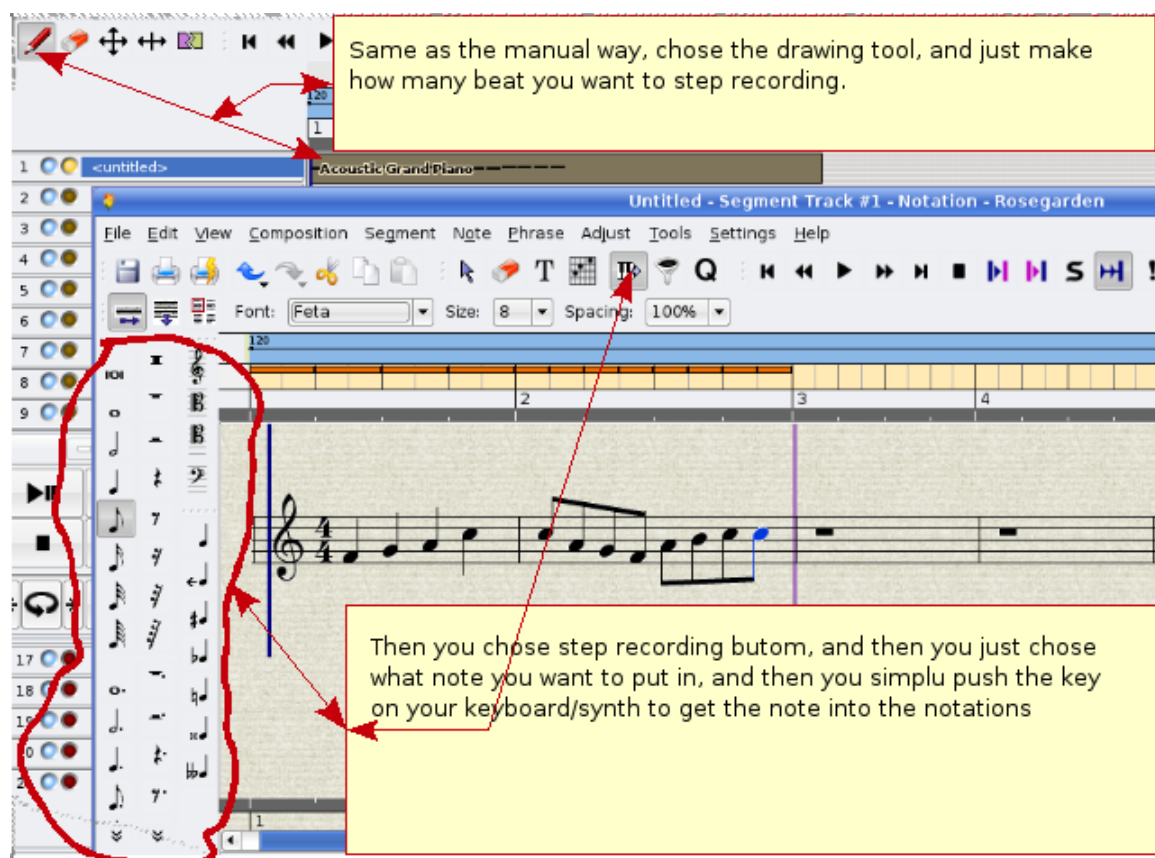 Same as the manual way, chose the drawing tool, and just make
how many beat you want to step recording.
120
1
1 <untitled>
Acoustic Grand Piano
2
Untitled - Segment Track #1 - Notation - Rosegarden
3
File Edit View Composition Segment Note Phrase Adjust Tools Settings Help
4
T Q S !
5
6
Font: Feta Size: 8 Spacing: 100%
7
120
8
9
2 3 4
Then you chose step recording butom, and then you just chose
what note you want to put in, and then you simplu push the key
on your keyboard/synth to get the note into the notations
17
18
1